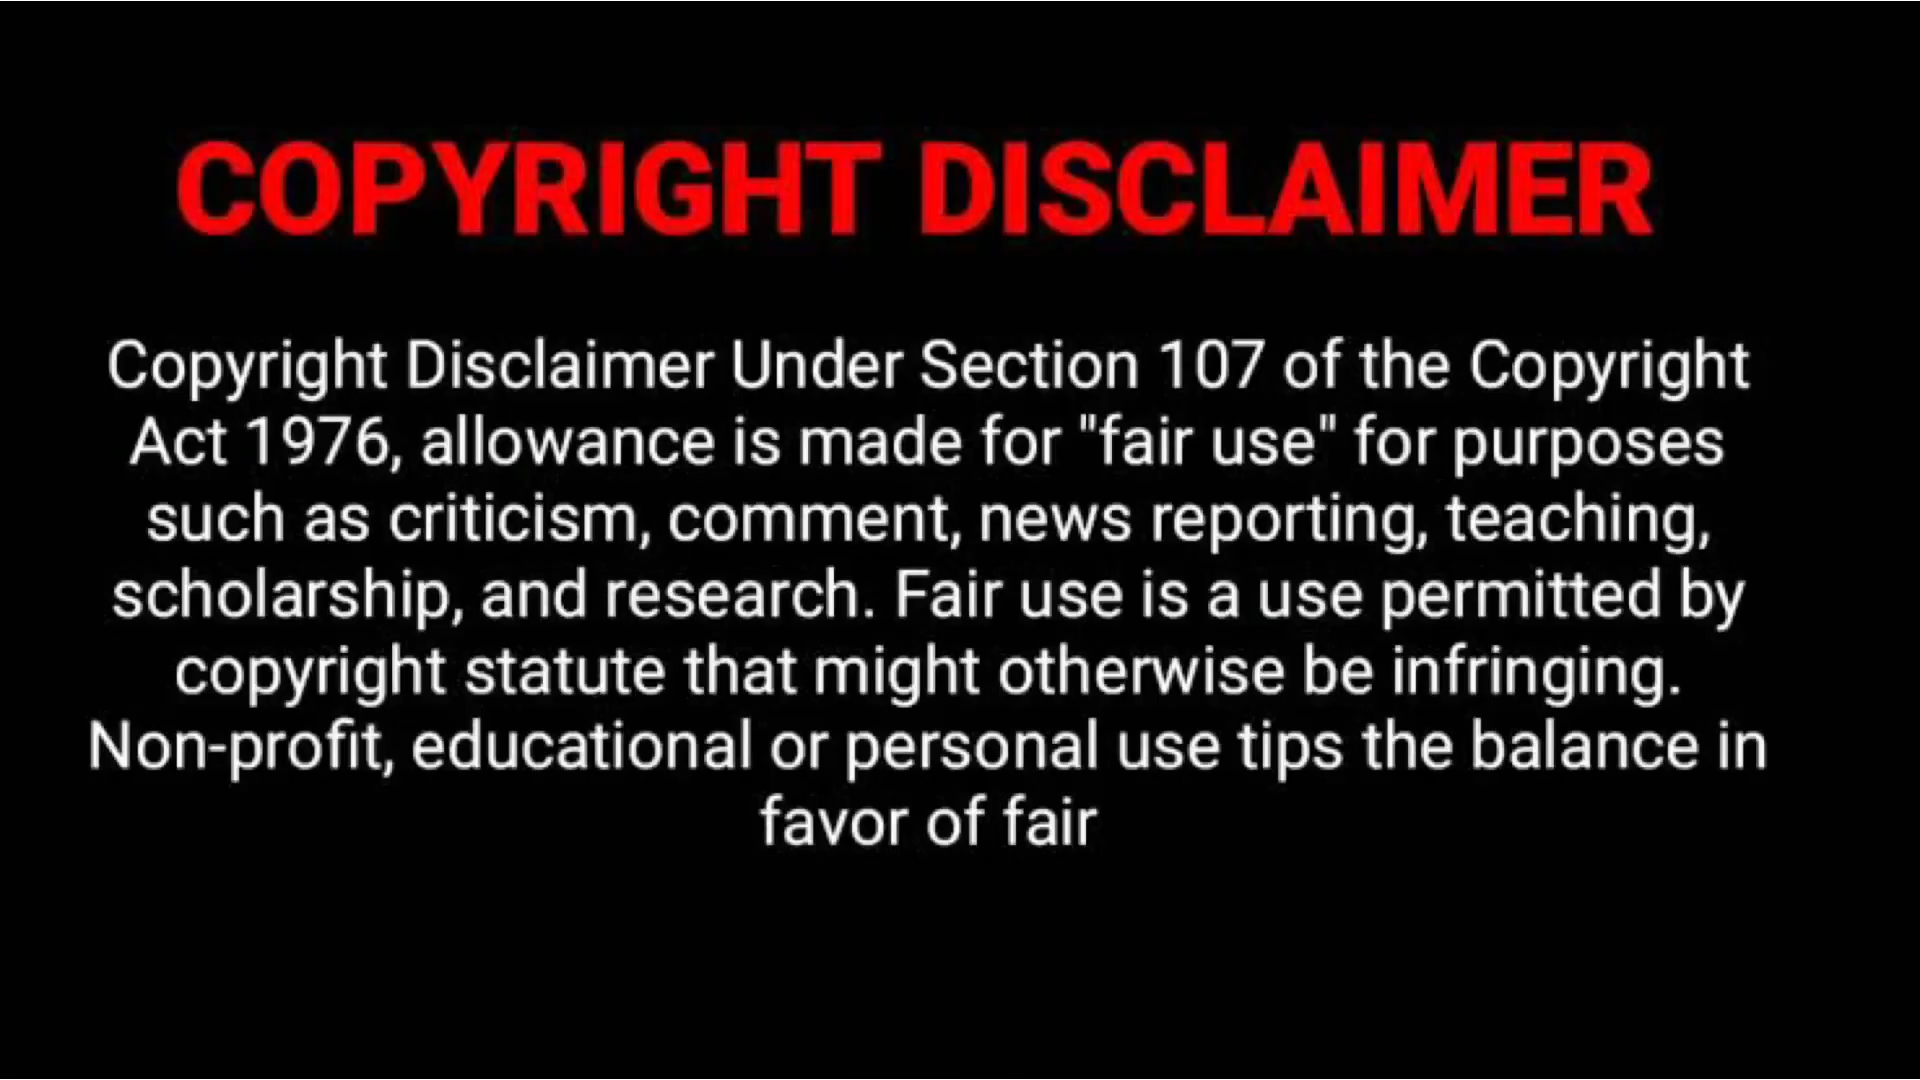 COPYRIGHT DISCLAIMER
Copyright Disclaimer Under Section 107 of the Copyright
Act 1976, allowance is made for "fair use" for purposes
such as criticism, comment, news reporting, teaching,
scholarship, and research. Fair use is a use permitted by
copyright statute that might otherwise be infringing.
Non-profit, educational or personal use tips the balance in
favor of fair